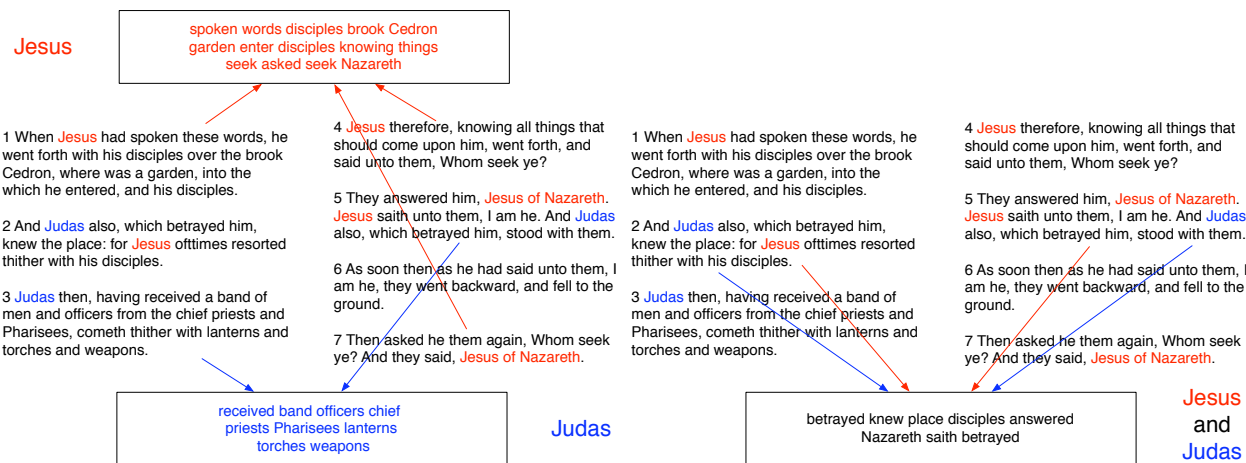 Jesus
spoken words disciples brook Cedron
garden enter disciples knowing things
seek asked seek Nazareth
1 When Jesus had spoken these words, he
went forth with his disciples over the brook
Cedron, where was a garden, into the
which he entered, and his disciples.
2 And Judas also, which betrayed him,
knew the place: for Jesus ofttimes resorted
thither with his disciples.
3 Judas then, having received a band of
men and officers from the chief priests and
Pharisees, cometh thither with lanterns and
torches and weapons.
4 Jesus therefore, knowing all things that
should come upon him, went forth, and
said unto them, Whom seek ye?
5 They answered him, Jesus of Nazareth.
Jesus saith unto them, I am he. And Judas
also, which betrayed him, stood with them.
6 As soon then as he had said unto them, I
am he, they went backward, and fell to the
ground.
7 Then asked he them again, Whom seek
ye? And they said, Jesus of Nazareth.
received band officers chief
priests Pharisees lanterns
torches weapons
Judas
1 When Jesus had spoken these words, he
went forth with his disciples over the brook
Cedron, where was a garden, into the
which he entered, and his disciples.
2 And Judas also, which betrayed him,
knew the place: for Jesus ofttimes resorted
thither with his disciples.
3 Judas then, having received a band of
men and officers from the chief priests and
Pharisees, cometh thither with lanterns and
torches and weapons.
4 Jesus therefore, knowing all things that
should come upon him, went forth, and
said unto them, Whom seek ye?
5 They answered him, Jesus of Nazareth.
Jesus saith unto them, I am he. And Judas
also, which betrayed him, stood with them.
6 As soon then as he had said unto them, I
am he, they went backward, and fell to the
ground.
7 Then asked he them again, Whom seek
ye? And they said, Jesus of Nazareth.
betrayed knew place disciples answered
Nazareth saith betrayed
Jesus
and
Judas